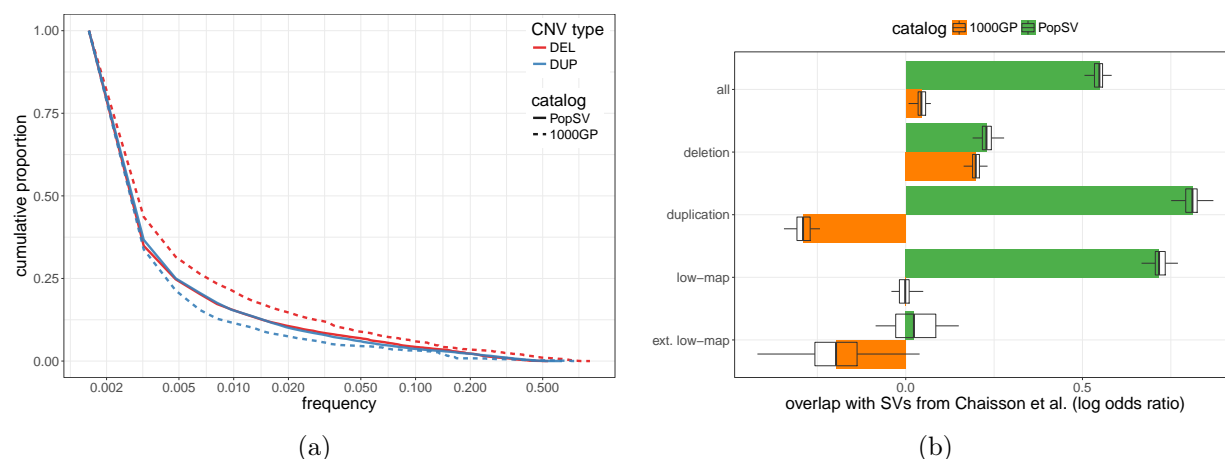 1.00
0.75
0.50
0.25
0.00
cumulative proportion
CNV type
DEL
DUP
catalog
PopSV
1000GP
0.002 0.005 0.010 0.020 0.050 0.100 0.200 0.500
frequency
(a)
catalog 1000GP PopSV
all
deletion
duplication
low−map
ext. low−map
0.0 0.5
overlap with SVs from Chaisson et al. (log odds ratio)
(b)